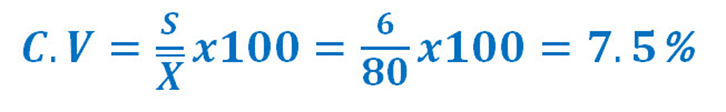 C.V = S/X̅ x100 = 6/80 x100 = 7.5%